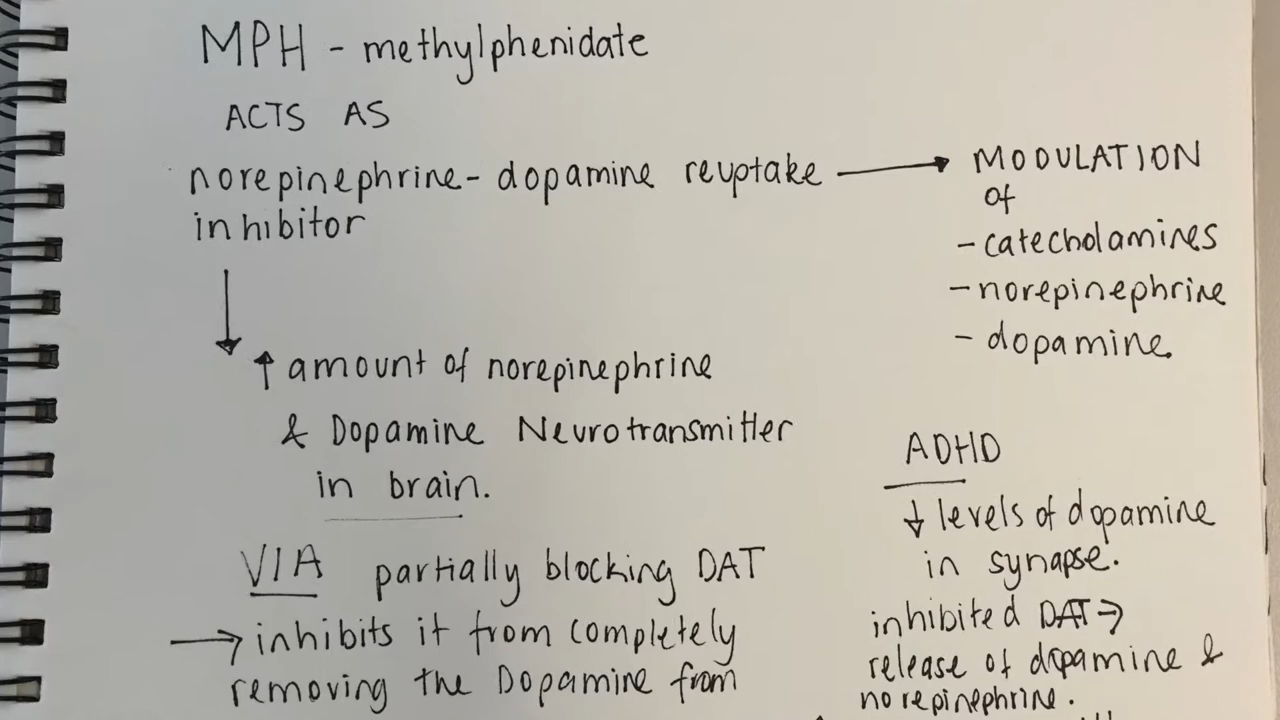 MPH - methylphenidate
ACTS AS
norepinephrine - dopamine reuptake
inhibitor
→ MODULATION
of
- catecholamines
- norepinephrine
- dopamine.
↓
↑ amount of norepinephrine
& Dopamine Neurotransmitter
in brain.
VIA partially blocking DAT
→ inhibits it from completely
removing the Dopamine from
ADHD
↓ levels of dopamine
in synapse.
inhibited DAT →
release of dopamine &
norepinephrine.